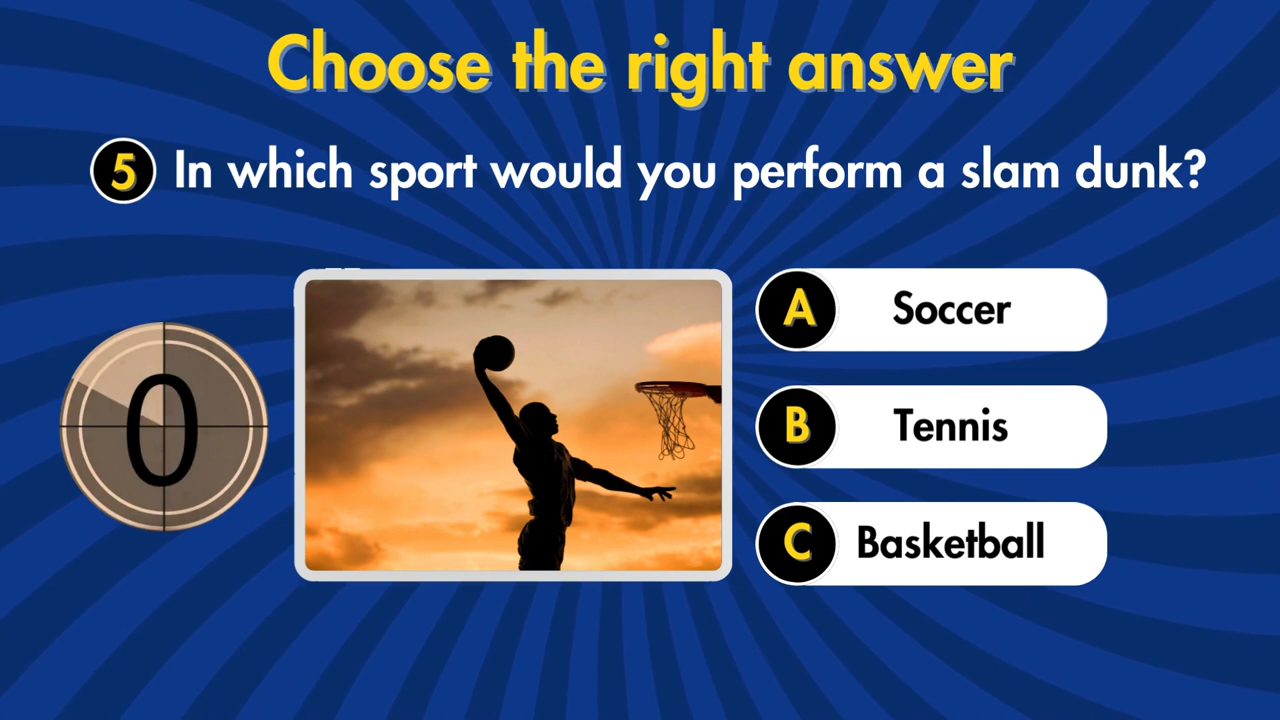 Choose the right answer
5 In which sport would you perform a slam dunk?
0
A Soccer
B Tennis
C Basketball